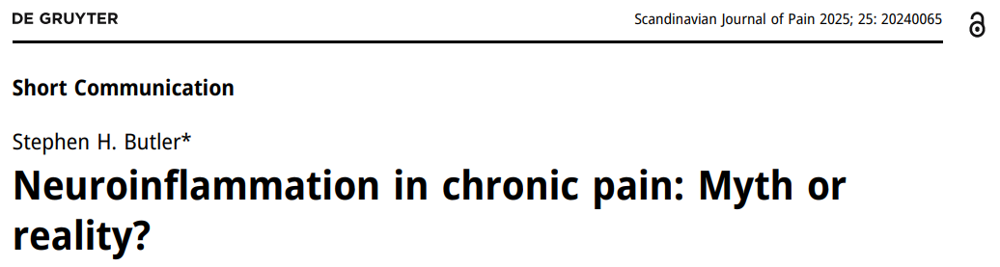 DE GRUYTER
Scandinavian Journal of Pain 2025; 25: 20240065
Short Communication
Stephen H. Butler*
Neuroinflammation in chronic pain: Myth or
reality?